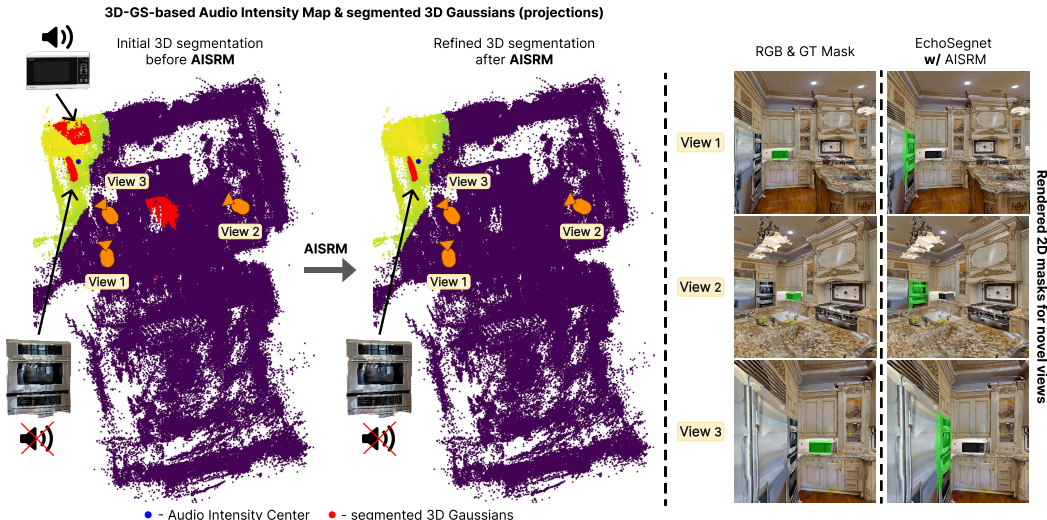 3D-GS-based Audio Intensity Map & segmented 3D Gaussians (projections)
Initial 3D segmentation
before AISRM
Refined 3D segmentation
after AISRM
RGB & GT Mask
EchoSegnet
w/ AISRM
View 3
View 2
View 1
AISRM
View 3
View 2
View 1
View 1
View 2
View 3
Rendered 2D masks for novel views
- Audio Intensity Center
- segmented 3D Gaussians